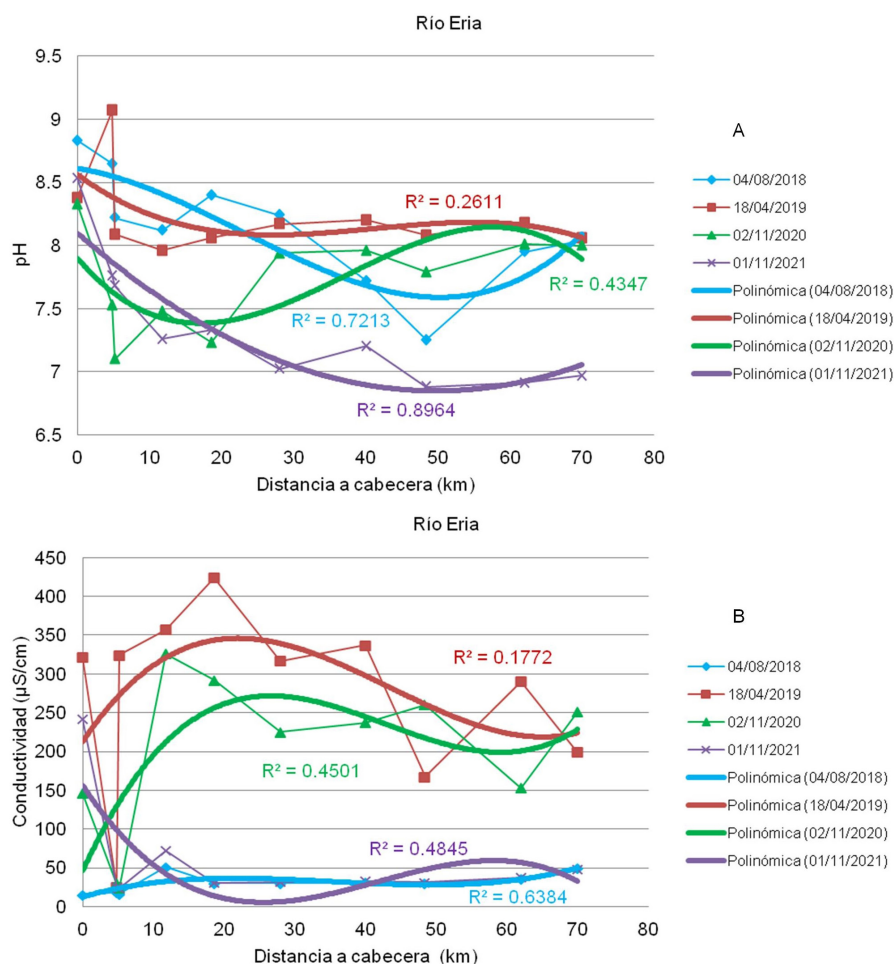 Río Eria
9.5
9
8.5
8
7.5
7
6.5
pH
R² = 0.2611
R² = 0.4347
R² = 0.7213
R² = 0.8964
0 10 20 30 40 50 60 70 80
Distancia a cabecera (km)
A
04/08/2018
18/04/2019
02/11/2020
01/11/2021
Polinómica (04/08/2018)
Polinómica (18/04/2019)
Polinómica (02/11/2020)
Polinómica (01/11/2021)
Río Eria
450
400
350
300
250
200
150
100
50
0
Conductividad (µS/cm)
R² = 0.1772
R² = 0.4501
R² = 0.4845
R² = 0.6384
0 10 20 30 40 50 60 70 80
Distancia a cabecera (km)
B
04/08/2018
18/04/2019
02/11/2020
01/11/2021
Polinómica (04/08/2018)
Polinómica (18/04/2019)
Polinómica (02/11/2020)
Polinómica (01/11/2021)